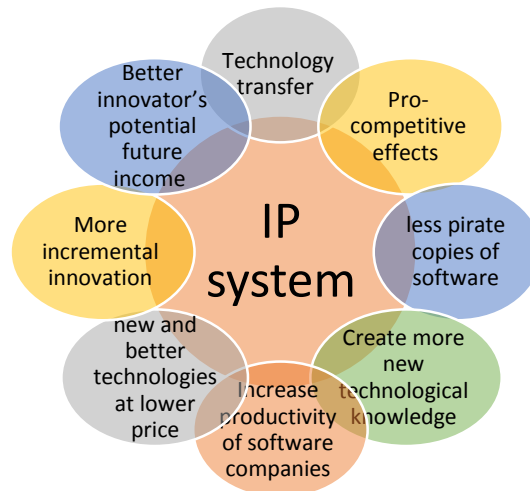 Technology
transfer
Pro-
competitive
effects
less pirate
copies of
software
Create more
new
technological
knowledge
Increase
productivity
of software
companies
new and
better
technologies
at lower
price
More
incremental
innovation
Better
innovator's
potential
future
income
IP
system